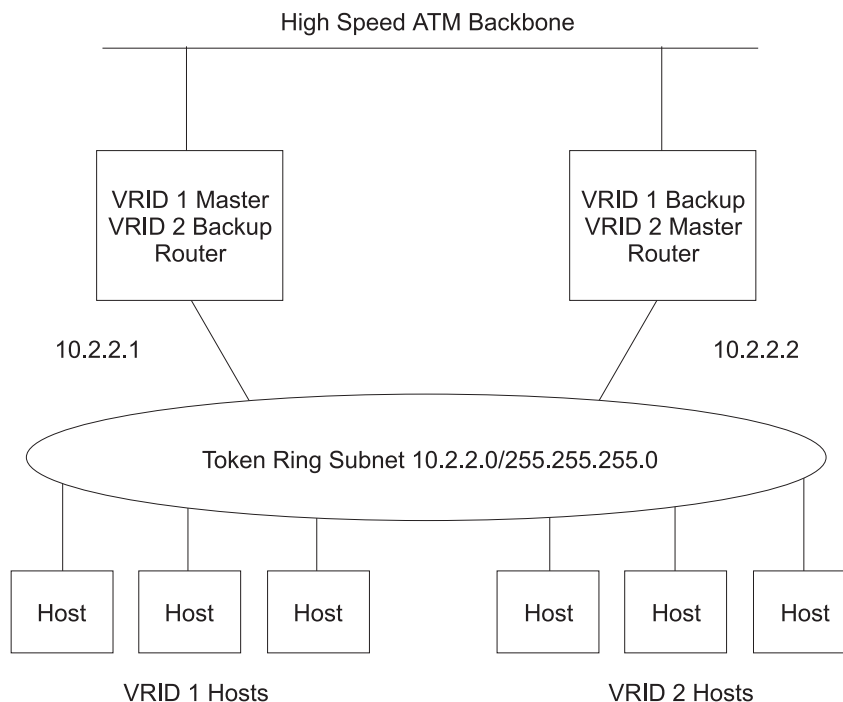 High Speed ATM Backbone
VRID 1 Master
VRID 2 Backup
Router
VRID 1 Backup
VRID 2 Master
Router
10.2.2.1
10.2.2.2
Token Ring Subnet 10.2.2.0/255.255.255.0
Host
Host
Host
Host
Host
Host
VRID 1 Hosts
VRID 2 Hosts